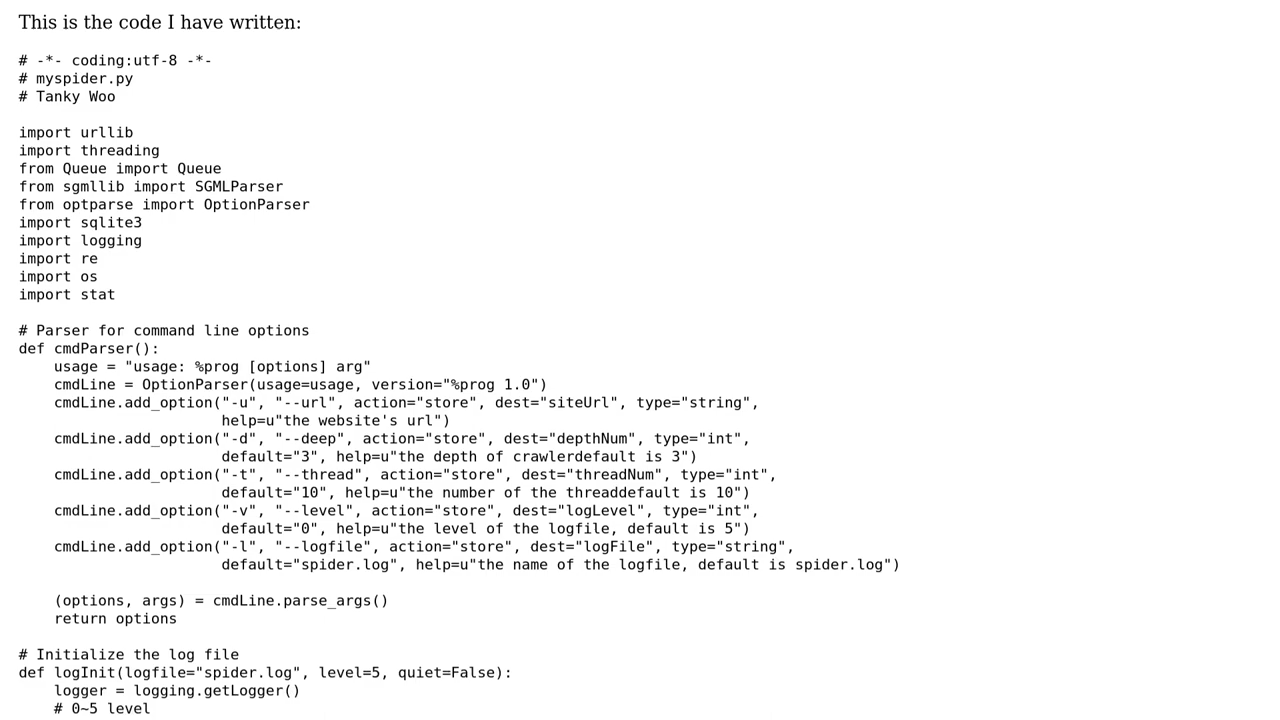 This is the code I have written:
# -*- coding:utf-8 -*-
# myspider.py
# Tanky Woo
import urllib
import threading
from Queue import Queue
from sgmllib import SGMLParser
from optparse import OptionParser
import sqlite3
import logging
import re
import os
import stat
# Parser for command line options
def cmdParser():
    usage = "usage: %prog [options] arg"
    cmdLine = OptionParser(usage=usage, version="%prog 1.0")
    cmdLine.add_option("-u", "--url", action="store", dest="siteUrl", type="string",
                       help=u"the website's url")
    cmdLine.add_option("-d", "--deep", action="store", dest="depthNum", type="int",
                       default="3", help=u"the depth of crawlerdefault is 3")
    cmdLine.add_option("-t", "--thread", action="store", dest="threadNum", type="int",
                       default="10", help=u"the number of the threaddefault is 10")
    cmdLine.add_option("-v", "--level", action="store", dest="logLevel", type="int",
                       default="0", help=u"the level of the logfile, default is 5")
    cmdLine.add_option("-l", "--logfile", action="store", dest="logFile", type="string",
                       default="spider.log", help=u"the name of the logfile, default is spider.log")
    (options, args) = cmdLine.parse_args()
    return options
# Initialize the log file
def logInit(logfile="spider.log", level=5, quiet=False):
    logger = logging.getLogger()
    # 0~5 level